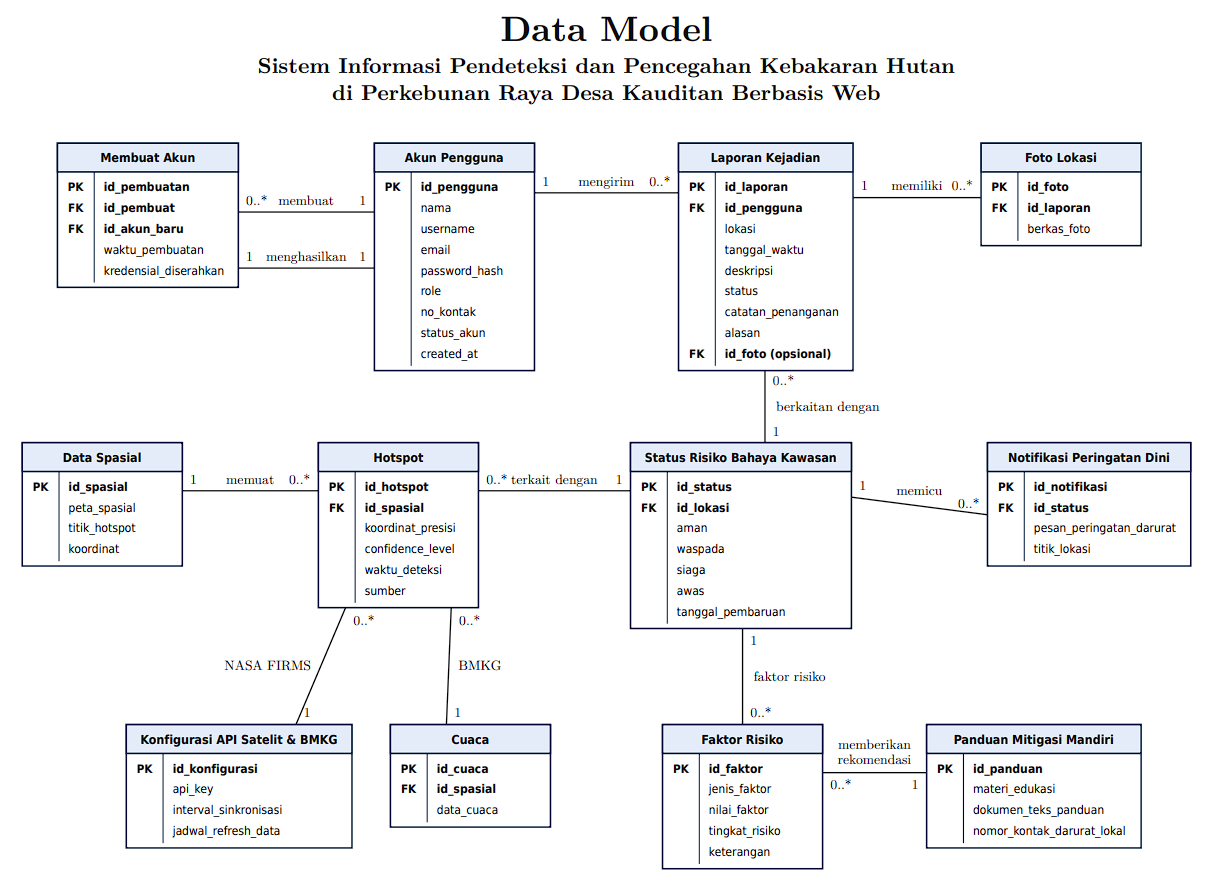 Data Model
Sistem Informasi Pendeteksi dan Pencegahan Kebakaran Hutan
di Perkebunan Raya Desa Kauditan Berbasis Web
Membuat Akun
PK id_pembuatan
FK id_pembuat
FK id_akun_baru
waktu_pembuatan
kredensial_diserahkan
0..* membuat 1
1 menghasilkan 1
Akun Pengguna
PK id_pengguna
nama
username
email
password_hash
role
no_kontak
status_akun
created_at
1 mengirim 0..*
Laporan Kejadian
PK id_laporan
FK id_pengguna
lokasi
tanggal_waktu
deskripsi
status
catatan_penanganan
alasan
FK id_foto (opsional)
1 memiliki 0..*
Foto Lokasi
PK id_foto
FK id_laporan
berkas_foto
0..*
berkaitan dengan
1
Data Spasial
PK id_spasial
peta_spasial
titik_hotspot
koordinat
1 memuat 0..*
Hotspot
PK id_hotspot
FK id_spasial
koordinat_presisi
confidence_level
waktu_deteksi
sumber
0..* terkait dengan 1
Status Risiko Bahaya Kawasan
PK id_status
FK id_lokasi
aman
waspada
siaga
awas
tanggal_pembaruan
1 memicu 0..*
Notifikasi Peringatan Dini
PK id_notifikasi
FK id_status
pesan_peringatan_darurat
titik_lokasi
0..*
NASA FIRMS
1
0..*
BMKG
1
1
faktor risiko
0..*
Konfigurasi API Satelit & BMKG
PK id_konfigurasi
api_key
interval_sinkronisasi
jadwal_refresh_data
Cuaca
PK id_cuaca
FK id_spasial
data_cuaca
Faktor Risiko
PK id_faktor
jenis_faktor
nilai_faktor
tingkat_risiko
keterangan
memberikan
rekomendasi
0..* 1
Panduan Mitigasi Mandiri
PK id_panduan
materi_edukasi
dokumen_teks_panduan
nomor_kontak_darurat_lokal